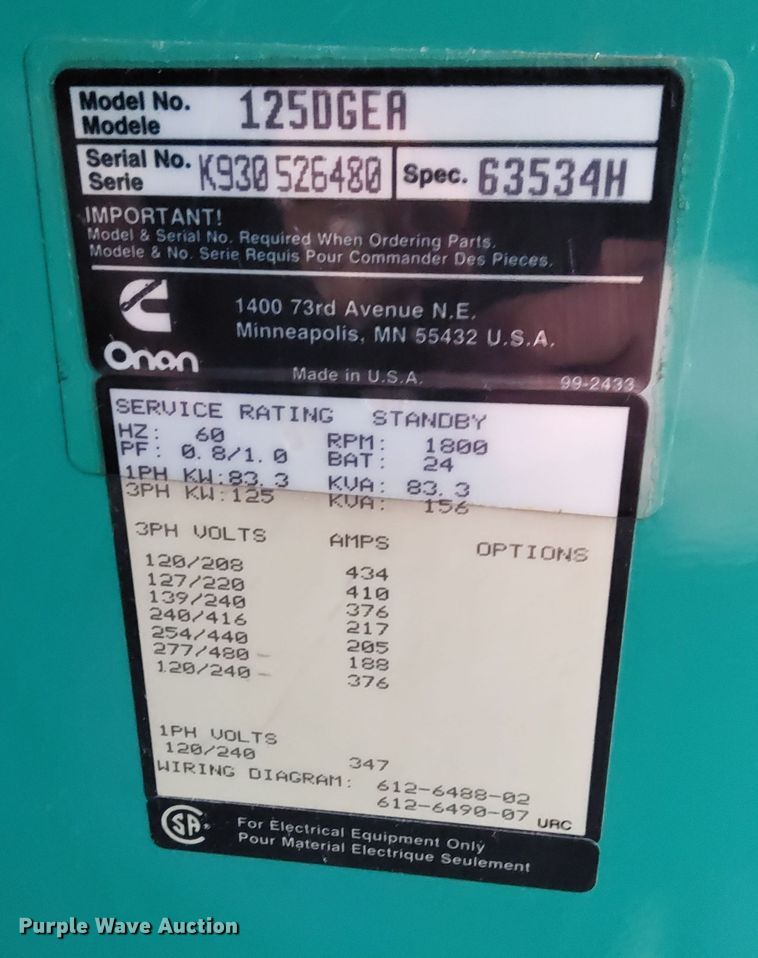 Model No. 125DGEA
Modele
Serial No. K930526480 Spec. 63534H
Serie
IMPORTANT!
Model & Serial No. Required When Ordering Parts.
Modele & No. Serie Requis Pour Commander Des Pieces.
1400 73rd Avenue N.E.
Minneapolis, MN 55432 U.S.A.
Onan
Made in U.S.A. 99-2433
SERVICE RATING STANDBY
HZ: 60 RPM: 1800
PF: 0.8/1.0 BAT: 24
1PH KW:83.3 KVA: 83.3
3PH KW:125 KVA: 156
3PH VOLTS AMPS OPTIONS
120/208 434
127/220 410
139/240 376
240/416 217
254/440 205
277/480 - 188
120/240 - 376
1PH VOLTS
120/240 347
WIRING DIAGRAM: 612-6488-02
612-6490-07 URC
SA®
For Electrical Equipment Only
Pour Material Electrique Seulement
Purple Wave Auction